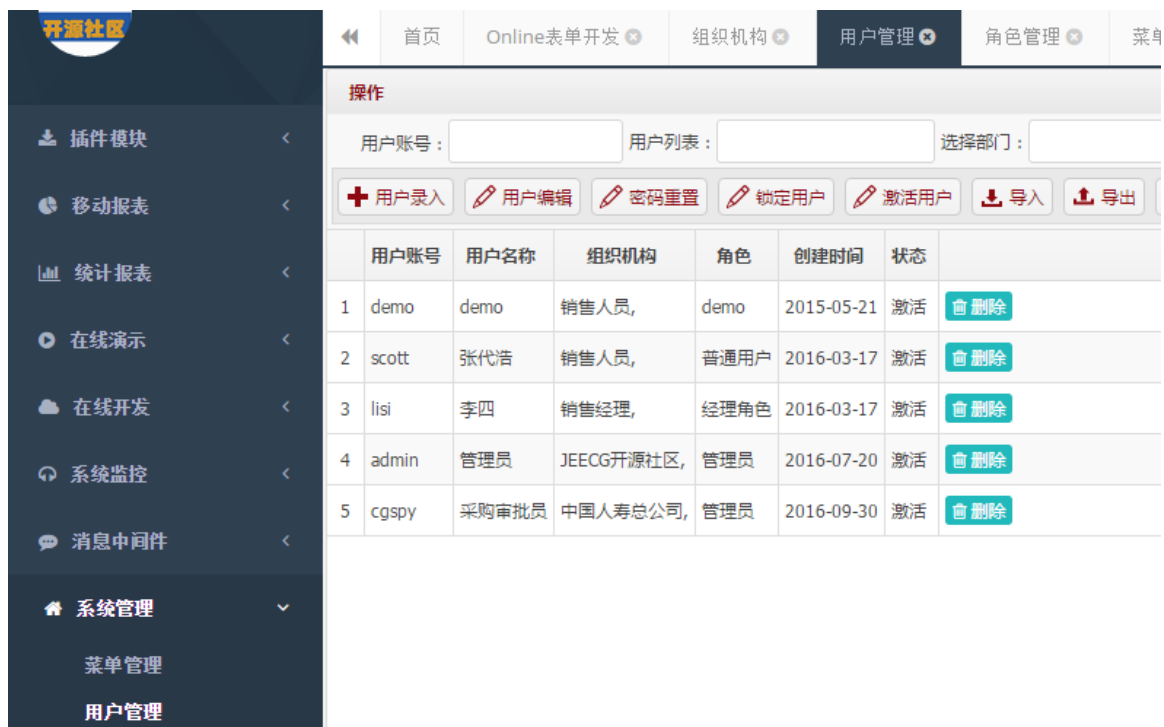 开源社区
首页 Online表单开发 组织机构 用户管理 角色管理
操作
插件模块
用户账号: 用户列表: 选择部门:
移动报表
用户录入 用户编辑 密码重置 锁定用户 激活用户 导入 导出
用户账号 用户名称 组织机构 角色 创建时间 状态
统计报表
1 demo demo 销售人员, demo 2015-05-21 激活 删除
在线演示
2 scott 张代浩 销售人员, 普通用户 2016-03-17 激活 删除
在线开发
3 lisi 李四 销售经理, 经理角色 2016-03-17 激活 删除
4 admin 管理员 JEECG开源社区, 管理员 2016-07-20 激活 删除
系统监控
5 cgspy 采购审批员 中国人寿总公司, 管理员 2016-09-30 激活 删除
消息中间件
系统管理
菜单管理
用户管理